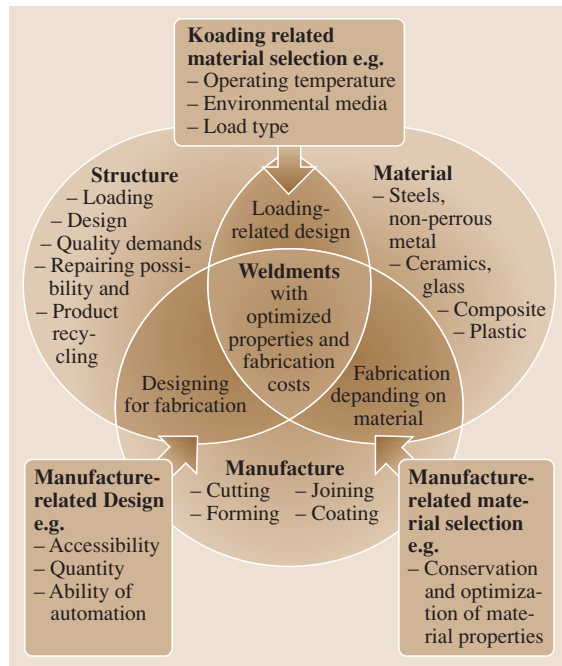 Koading related
material selection e.g.
– Operating temperature
– Environmental media
– Load type
Structure
– Loading
– Design
– Quality demands
– Repairing possi-
bility and
– Product
recy-
cling
Material
– Steels,
non-perrous
metal
– Ceramics,
glass
– Composite
– Plastic
Loading-
related design
Weldments
with
optimized
properties and
fabrication
costs
Designing
for fabrication
Fabrication
depanding on
material
Manufacture
– Cutting – Joining
– Forming – Coating
Manufacture-
related Design
e.g.
– Accessibility
– Quantity
– Ability of
automation
Manufacture-
related mate-
rial selection
e.g.
– Conservation
and optimiza-
tion of mate-
rial properties